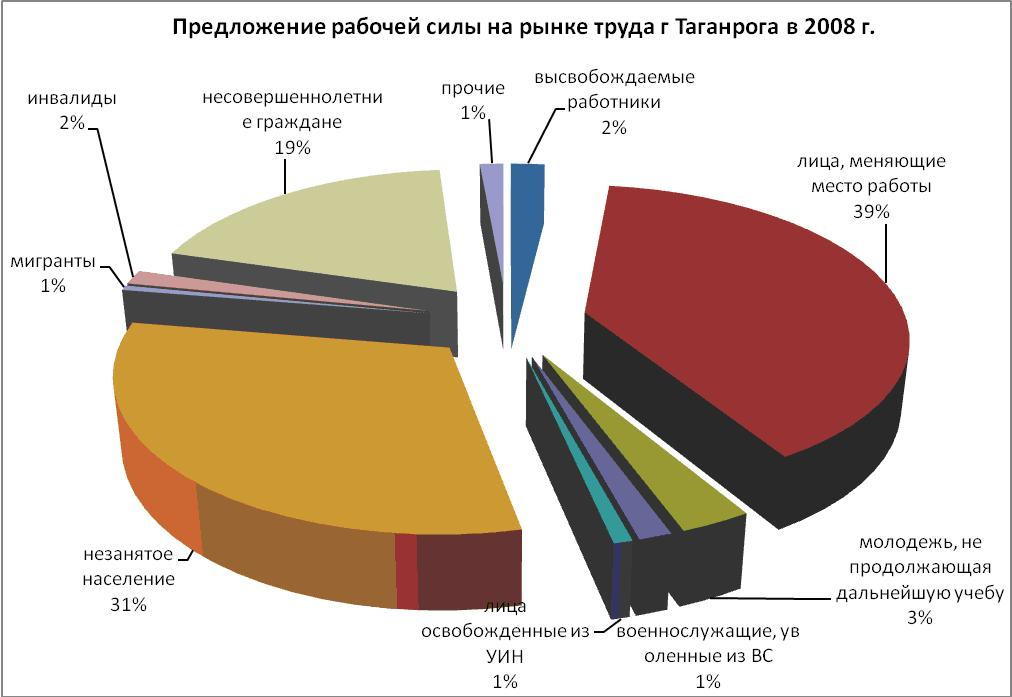 Предложение рабочей силы на рынке труда г Таганрога в 2008 г.
прочие
1%
высвобождаемые
работники
2%
лица, меняющие
место работы
39%
молодежь, не
продолжающая
дальнейшую учебу
3%
военнослужащие, ув
оленные из ВС
1%
лица
освобожденные из
УИН
1%
незанятое
население
31%
мигранты
1%
инвалиды
2%
несовершеннолетни
е граждане
19%